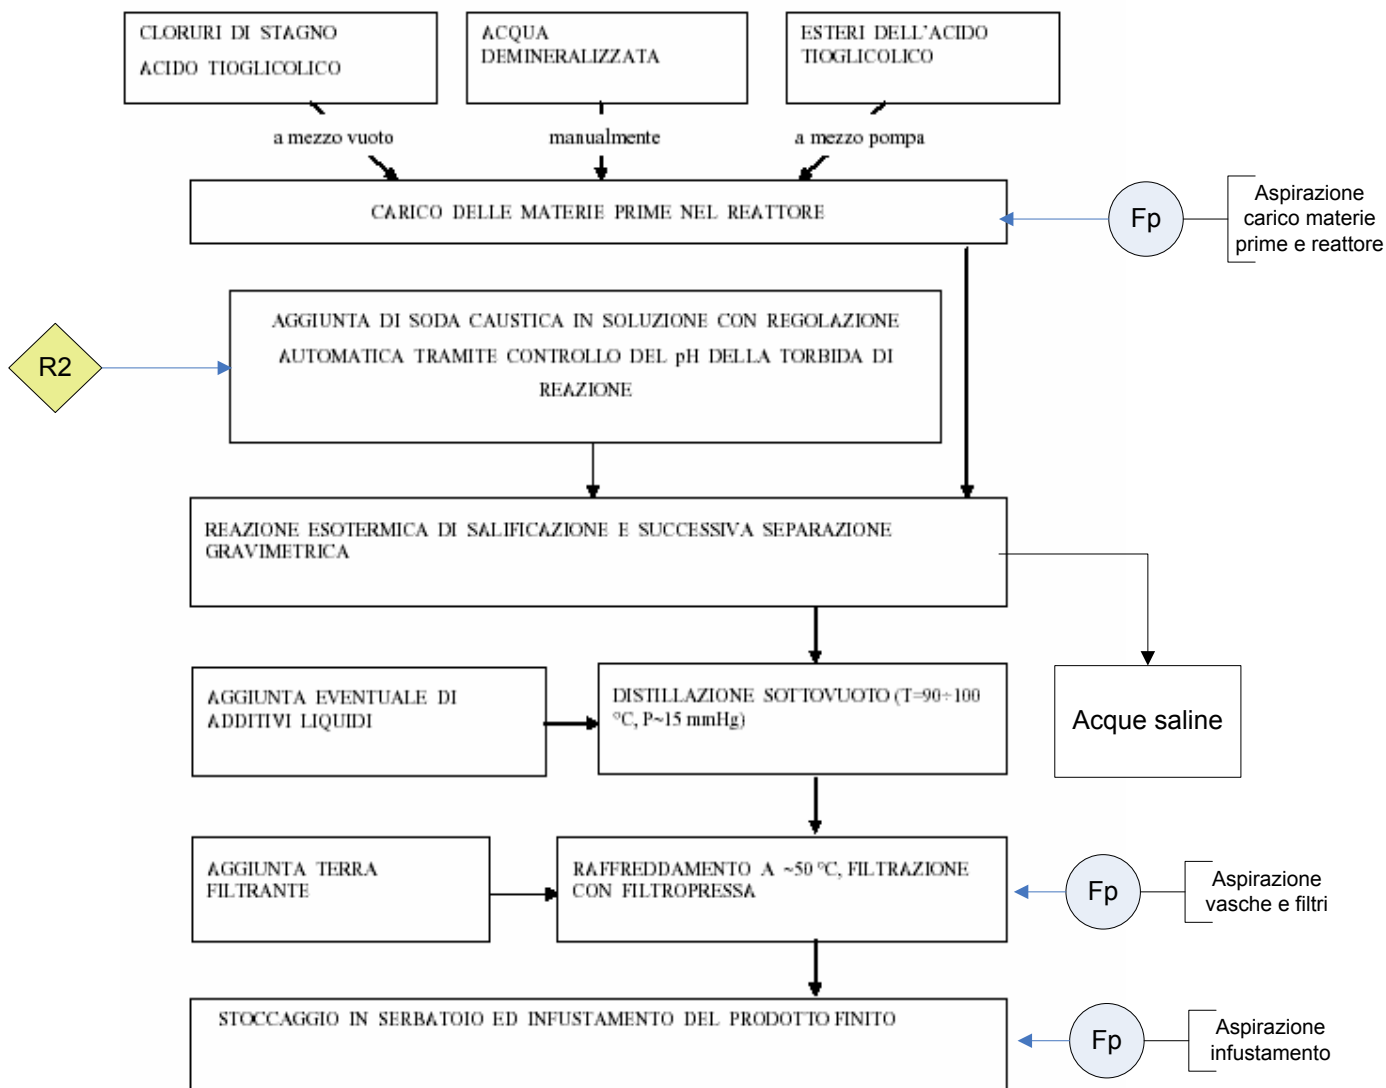 CLORURI DI STAGNO
ACIDO TIOGLICOLICO
ACQUA
DEMINERALIZZATA
ESTERI DELL'ACIDO
TIOGLICOLICO
a mezzo vuoto
manualmente
a mezzo pompa
CARICO DELLE MATERIE PRIME NEL REATTORE
Fp
Aspirazione
carico materie
prime e reattore
AGGIUNTA DI SODA CAUSTICA IN SOLUZIONE CON REGOLAZIONE
AUTOMATICA TRAMITE CONTROLLO DEL pH DELLA TORBIDA DI
REAZIONE
R2
REAZIONE ESOTERMICA DI SALIFICAZIONE E SUCCESSIVA SEPARAZIONE
GRAVIMETRICA
AGGIUNTA EVENTUALE DI
ADDITIVI LIQUIDI
DISTILLAZIONE SOTTOVUOTO (T=90÷100
°C, P~15 mmHg)
Acque saline
AGGIUNTA TERRA
FILTRANTE
RAFFREDDAMENTO A ~50 °C, FILTRAZIONE
CON FILTROPRESSA
Fp
Aspirazione
vasche e filtri
STOCCAGGIO IN SERBATOIO ED INFUSTAMENTO DEL PRODOTTO FINITO
Fp
Aspirazione
infustamento